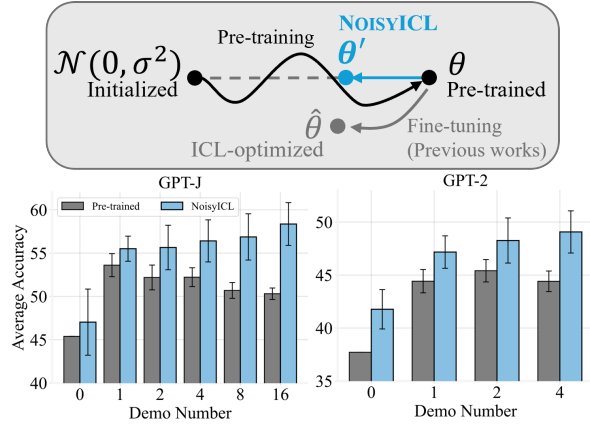 NOISYICL
Pre-training
θ′
𝒩(0, σ²)
θ
Initialized
Pre-trained
θ̂
ICL-optimized
Fine-tuning
(Previous works)
GPT-J
Pre-trained
NoisyICL
Average Accuracy
60
55
50
45
40
0 1 2 4 8 16
Demo Number
GPT-2
50
45
40
35
0 1 2 4
Demo Number